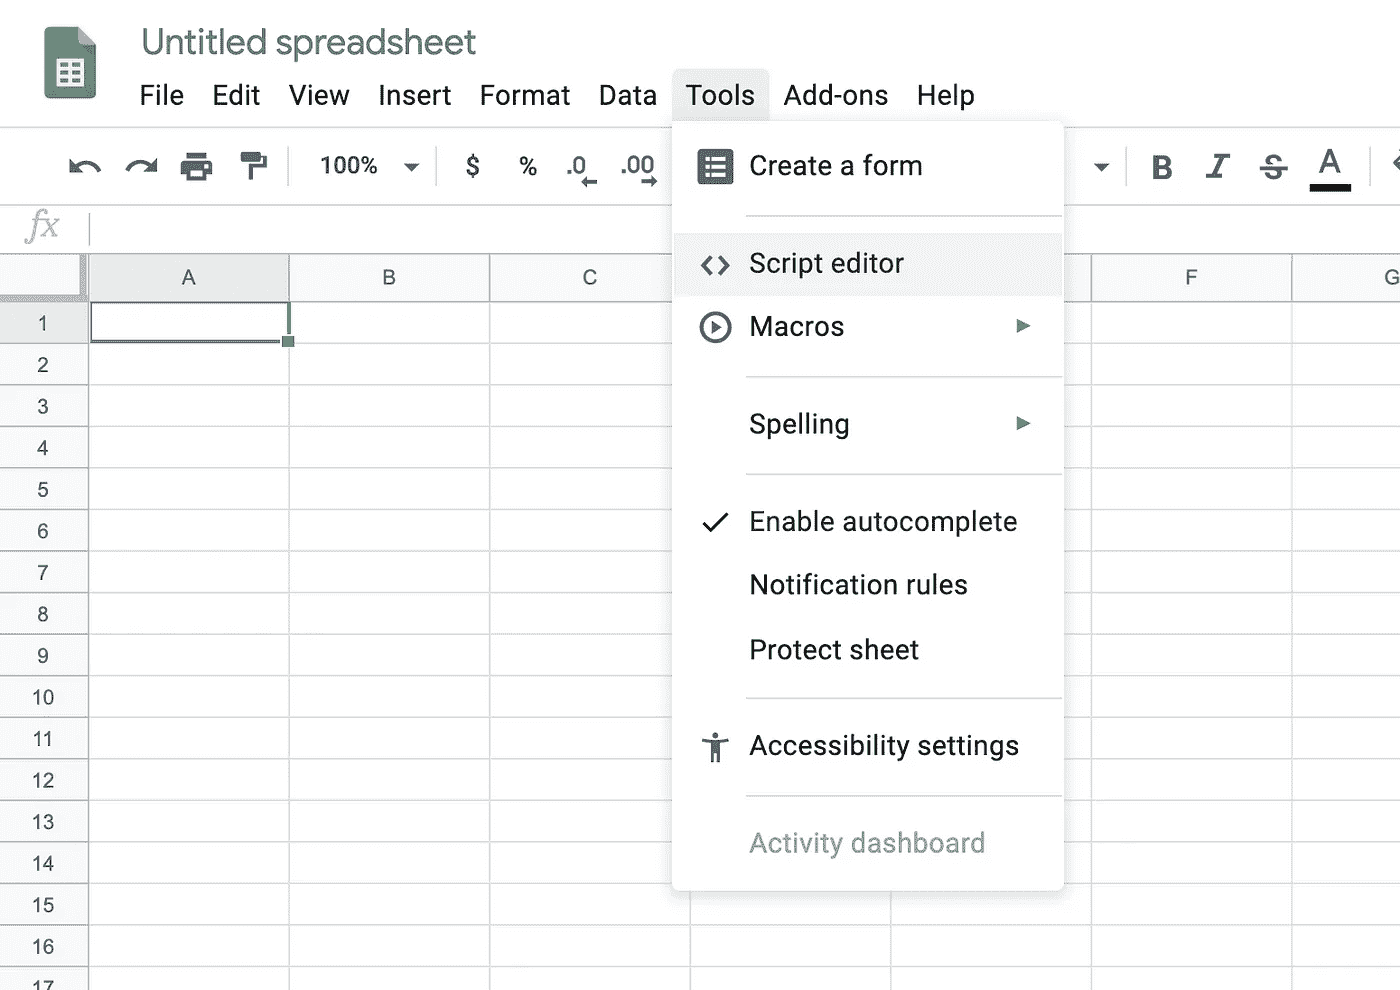 Untitled spreadsheet
File Edit View Insert Format Data Tools Add-ons Help
100% $ % .0 .00 B I S A
Create a form
fx
Script editor
A B C F G
Macros
Spelling
Enable autocomplete
Notification rules
Protect sheet
Accessibility settings
Activity dashboard
1
2
3
4
5
6
7
8
9
10
11
12
13
14
15
16
17